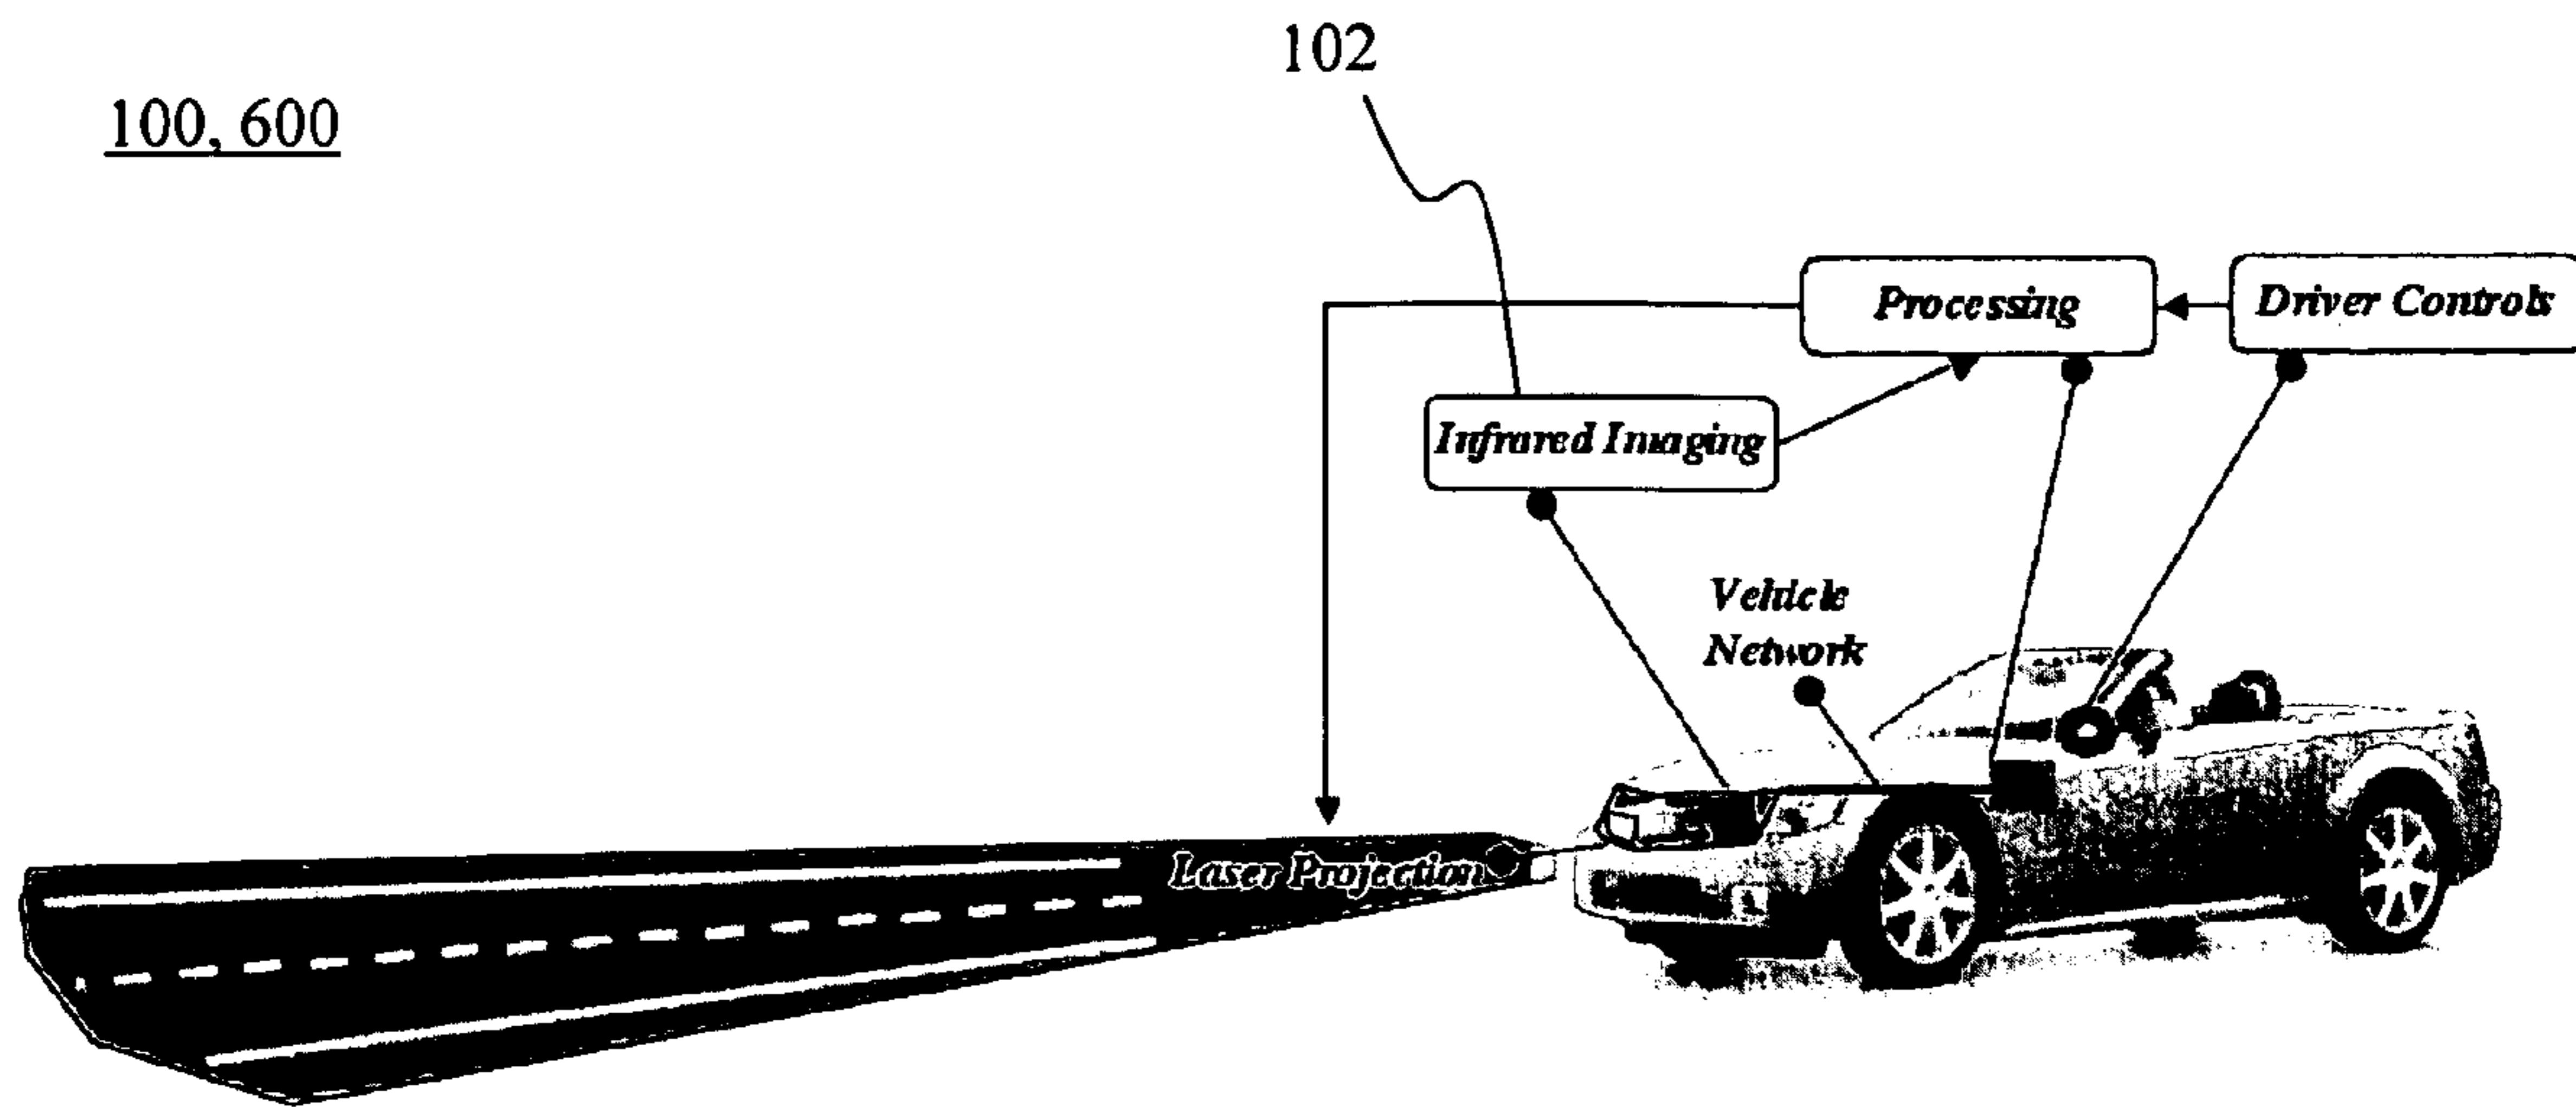 102
100, 600
Processing
Driver Controls
Infrared Imaging
Vehicle
Network
Laser Projection